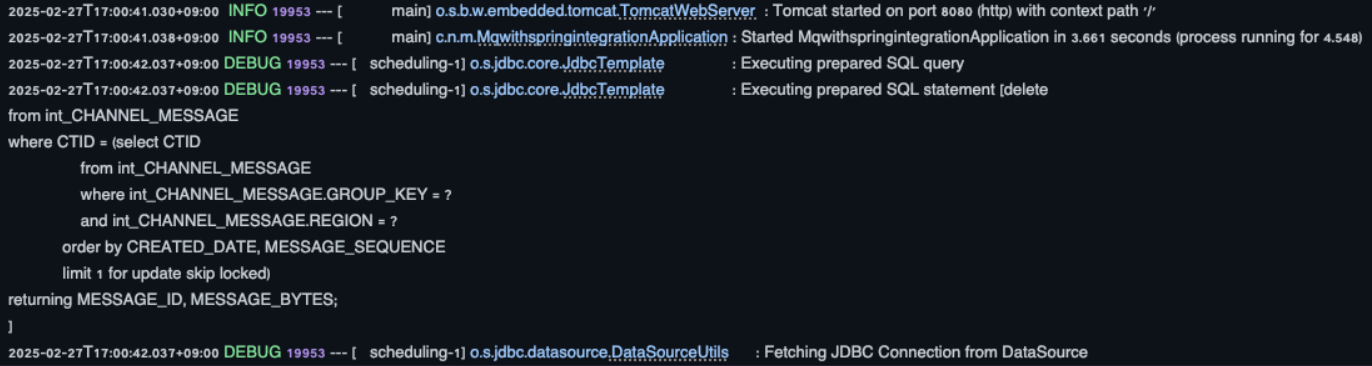 2025-02-27T17:00:41.030+09:00 INFO 19953 --- [ main] o.s.b.w.embedded.tomcat.TomcatWebServer : Tomcat started on port 8080 (http) with context path '/'
2025-02-27T17:00:41.038+09:00 INFO 19953 --- [ main] c.n.m.MqwithspringintegrationApplication : Started MqwithspringintegrationApplication in 3.661 seconds (process running for 4.548)
2025-02-27T17:00:42.037+09:00 DEBUG 19953 --- [ scheduling-1] o.s.jdbc.core.JdbcTemplate : Executing prepared SQL query
2025-02-27T17:00:42.037+09:00 DEBUG 19953 --- [ scheduling-1] o.s.jdbc.core.JdbcTemplate : Executing prepared SQL statement [delete
from int_CHANNEL_MESSAGE
where CTID = (select CTID
from int_CHANNEL_MESSAGE
where int_CHANNEL_MESSAGE.GROUP_KEY = ?
and int_CHANNEL_MESSAGE.REGION = ?
order by CREATED_DATE, MESSAGE_SEQUENCE
limit 1 for update skip locked)
returning MESSAGE_ID, MESSAGE_BYTES;
]
2025-02-27T17:00:42.037+09:00 DEBUG 19953 --- [ scheduling-1] o.s.jdbc.datasource.DataSourceUtils : Fetching JDBC Connection from DataSource